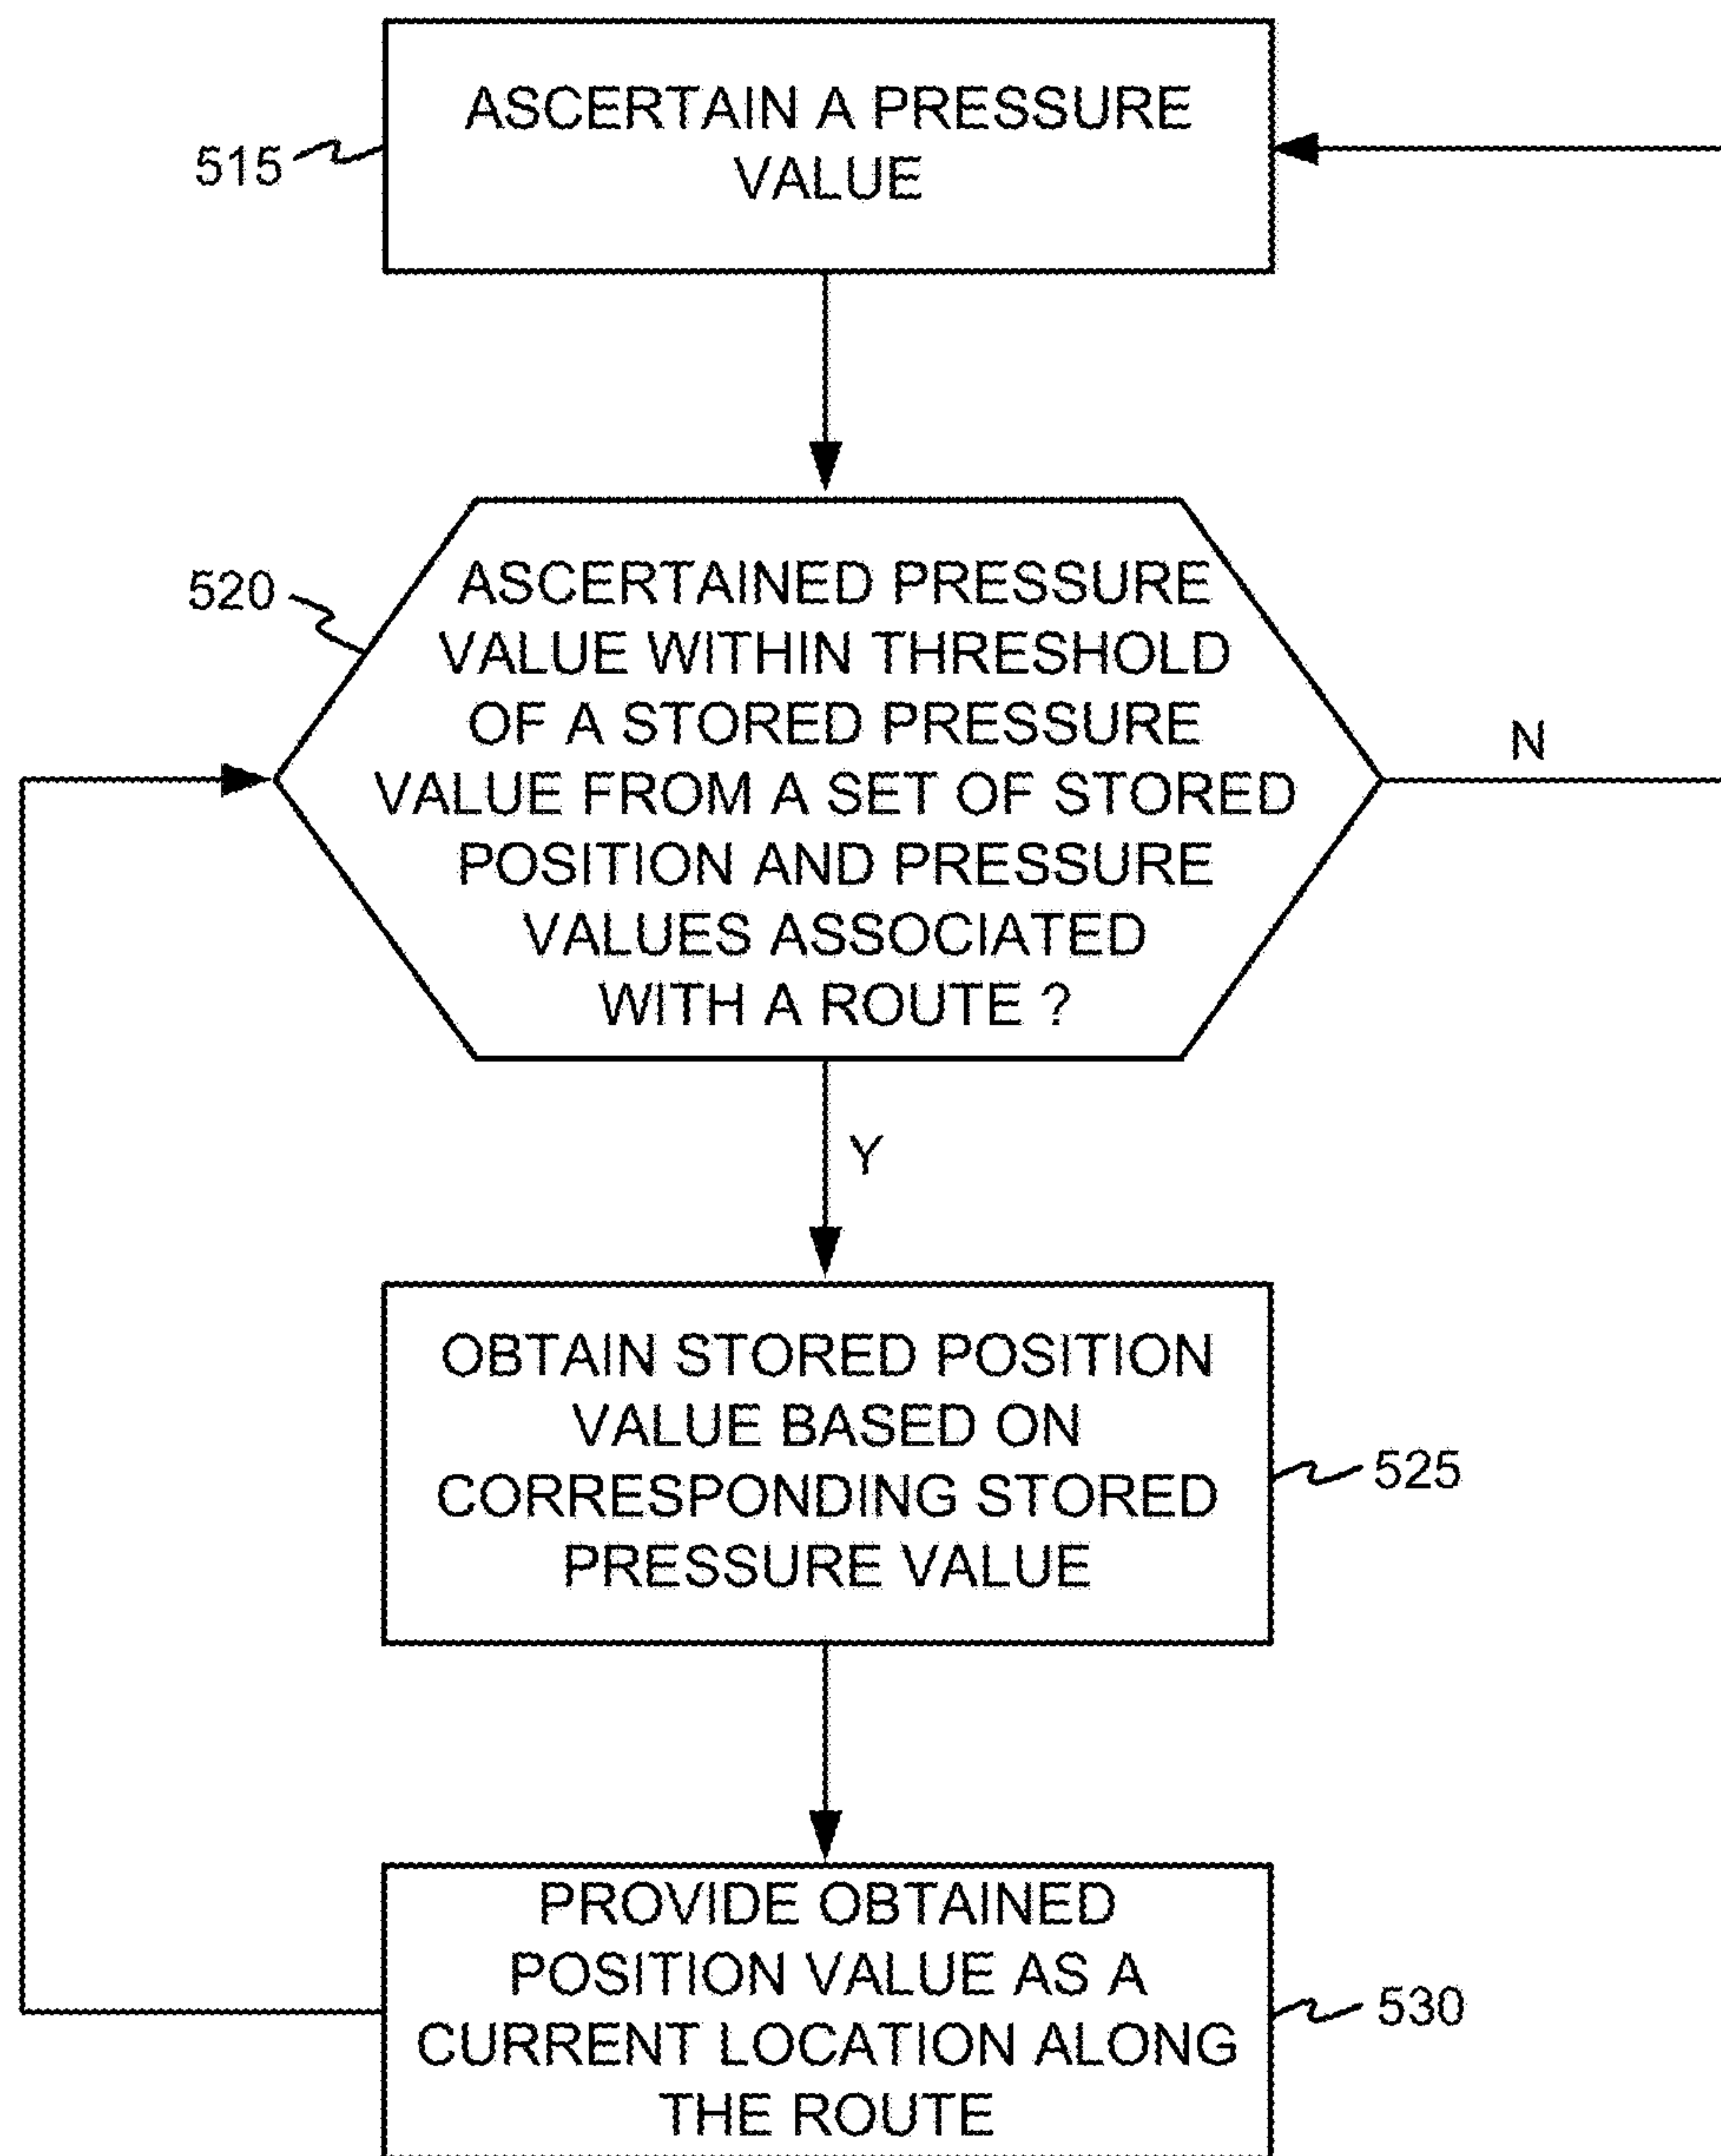 ASCERTAIN A PRESSURE
VALUE
515
520
ASCERTAINED PRESSURE
VALUE WITHIN THRESHOLD
OF A STORED PRESSURE
VALUE FROM A SET OF STORED
POSITION AND PRESSURE
VALUES ASSOCIATED
WITH A ROUTE ?
N
Y
OBTAIN STORED POSITION
VALUE BASED ON
CORRESPONDING STORED
PRESSURE VALUE
525
PROVIDE OBTAINED
POSITION VALUE AS A
CURRENT LOCATION ALONG
THE ROUTE
530